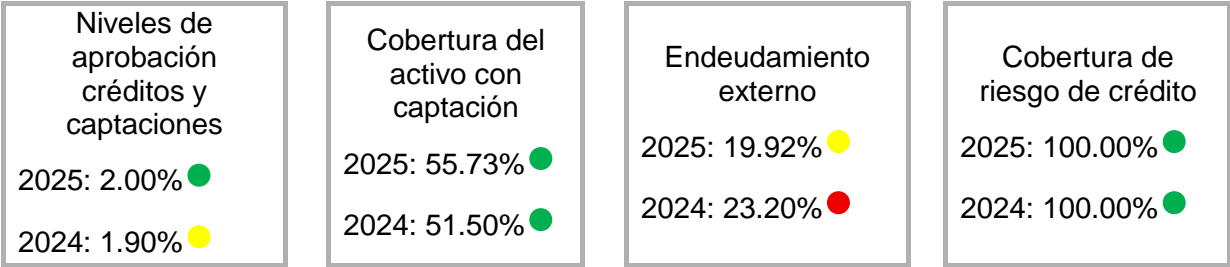 Niveles de
aprobación
créditos y
captaciones
2025: 2.00%
2024: 1.90%
Cobertura del
activo con
captación
2025: 55.73%
2024: 51.50%
Endeudamiento
externo
2025: 19.92%
2024: 23.20%
Cobertura de
riesgo de crédito
2025: 100.00%
2024: 100.00%